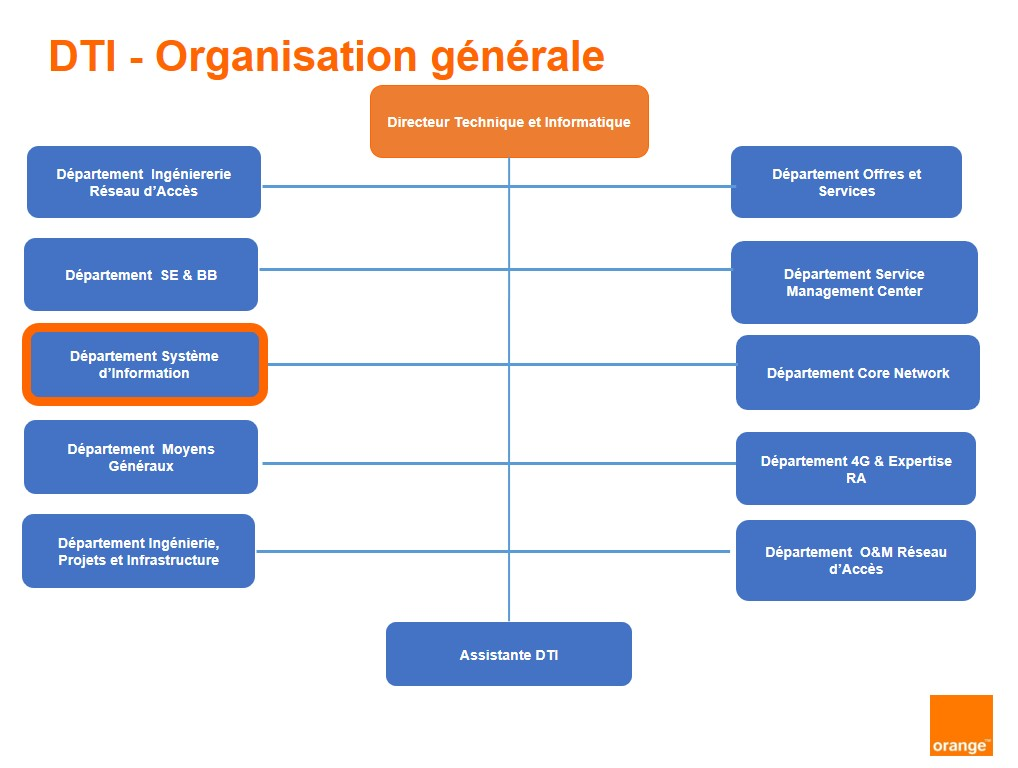 DTI - Organisation générale
Directeur Technique et Informatique
Département  Ingéniererie
Réseau d’Accès
Département Offres et
Services
Département  SE & BB
Département Service
Management Center
Département Système
d’Information
Département Core Network
Département  Moyens
Généraux
Département 4G & Expertise
RA
Département Ingénierie,
Projets et Infrastructure
Département  O&M Réseau
d’Accès
Assistante DTI
orange™